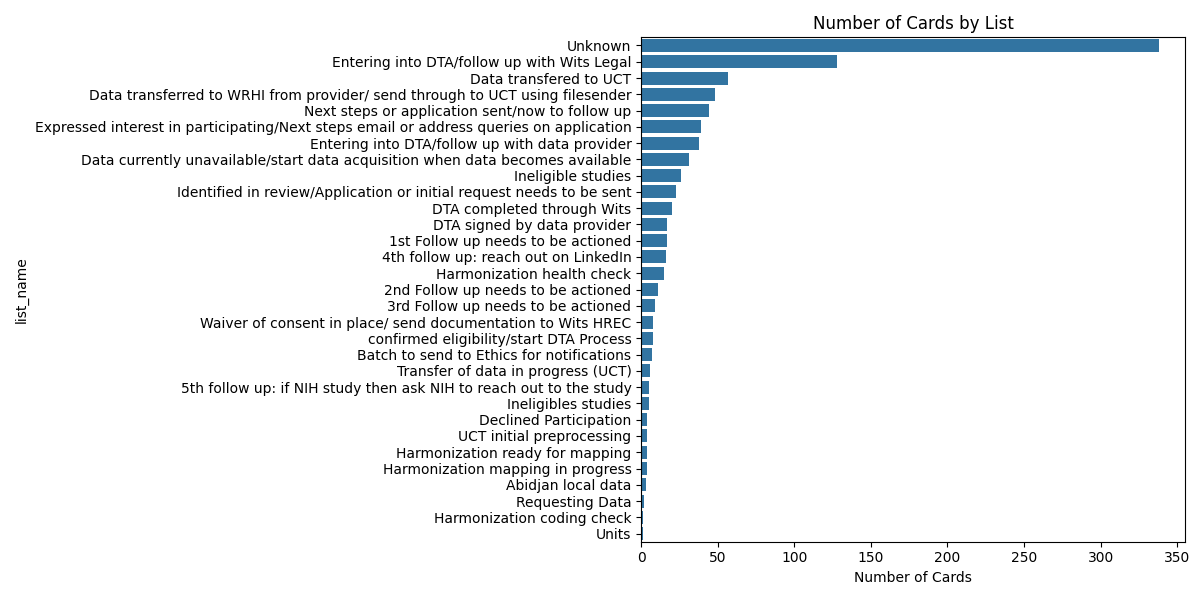 Number of Cards by List
Unknown
Entering into DTA/follow up with Wits Legal
Data transfered to UCT
Data transferred to WRHI from provider/ send through to UCT using filesender
Next steps or application sent/now to follow up
Expressed interest in participating/Next steps email or address queries on application
Entering into DTA/follow up with data provider
Data currently unavailable/start data acquisition when data becomes available
Ineligible studies
Identified in review/Application or initial request needs to be sent
DTA completed through Wits
DTA signed by data provider
1st Follow up needs to be actioned
4th follow up: reach out on LinkedIn
Harmonization health check
2nd Follow up needs to be actioned
3rd Follow up needs to be actioned
Waiver of consent in place/ send documentation to Wits HREC
confirmed eligibility/start DTA Process
Batch to send to Ethics for notifications
Transfer of data in progress (UCT)
5th follow up: if NIH study then ask NIH to reach out to the study
Ineligibles studies
Declined Participation
UCT initial preprocessing
Harmonization ready for mapping
Harmonization mapping in progress
Abidjan local data
Requesting Data
Harmonization coding check
Units
list_name
0 50 100 150 200 250 300 350
Number of Cards